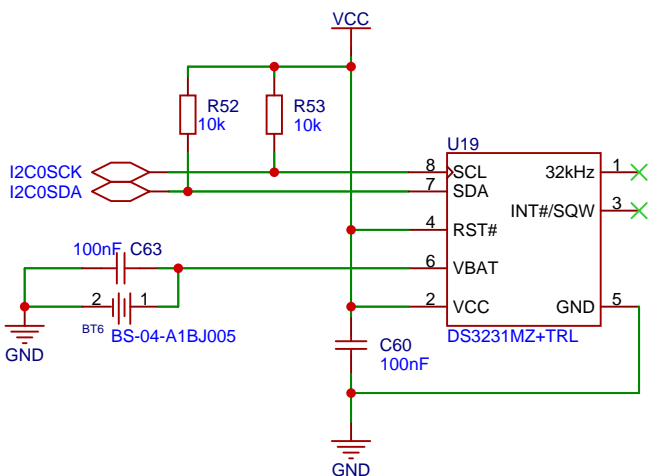 VCC
R52
10k
R53
10k
U19
I2C0SCK
I2C0SDA
8
SCL
32kHz
1
7
SDA
INT#/SQW
3
4
RST#
100nF C63
6
VBAT
2
1
2
VCC
GND
5
BT6
BS-04-A1BJ005
DS3231MZ+TRL
GND
C60
100nF
GND